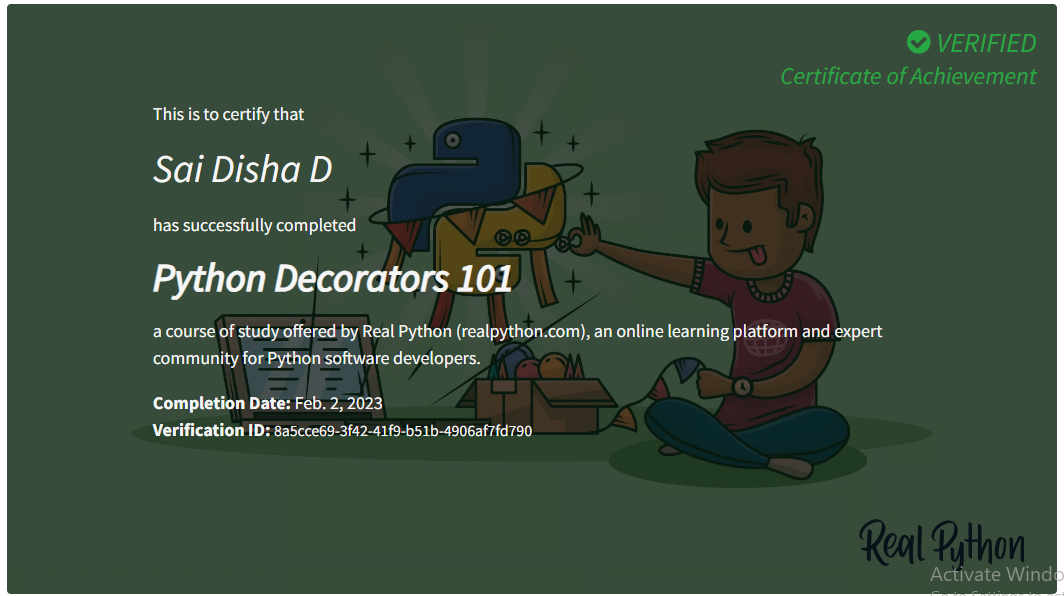 VERIFIED
Certificate of Achievement
This is to certify that
Sai Disha D
has successfully completed
Python Decorators 101
a course of study offered by Real Python (realpython.com), an online learning platform and expert
community for Python software developers.
Completion Date: Feb. 2, 2023
Verification ID: 8a5cce69-3f42-41f9-b51b-4906af7fd790
Real Python
Activate Windo